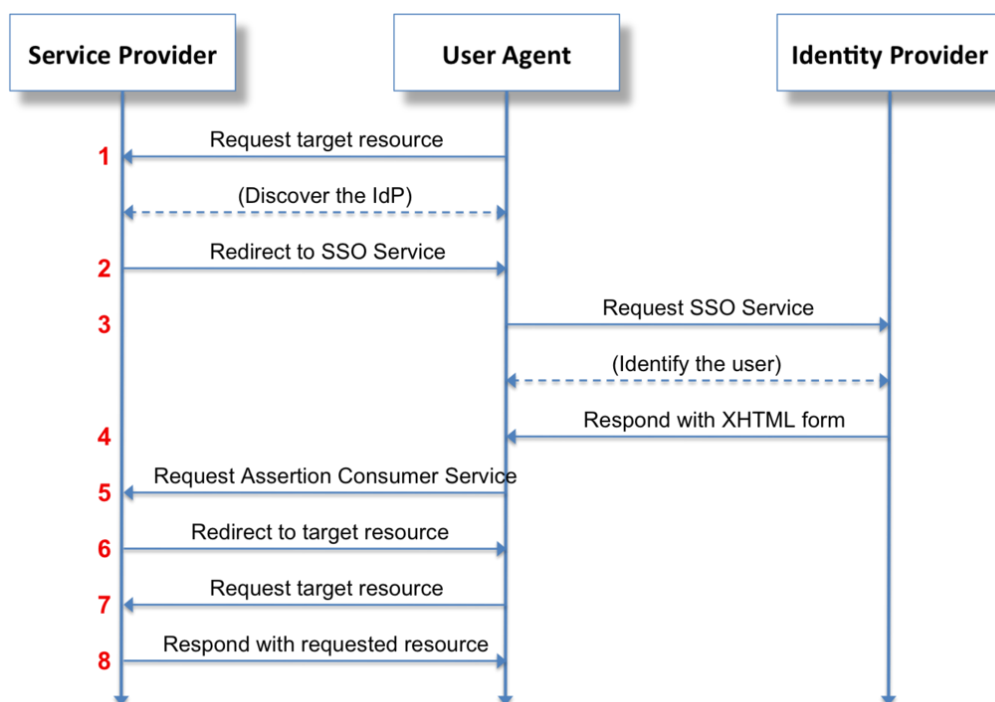 Service Provider
User Agent
Identity Provider
Request target resource
1
(Discover the IdP)
Redirect to SSO Service
2
Request SSO Service
3
(Identify the user)
Respond with XHTML form
4
Request Assertion Consumer Service
5
Redirect to target resource
6
Request target resource
7
Respond with requested resource
8